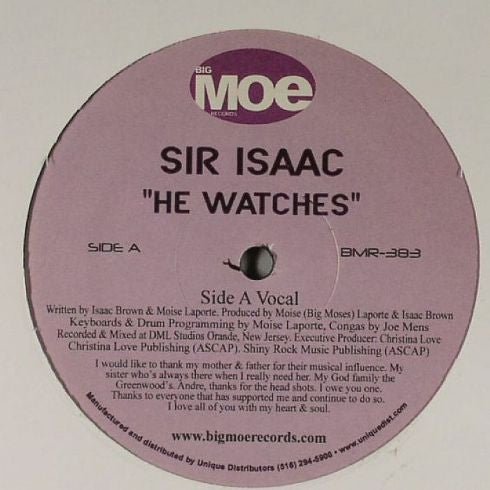 BIG
MOE
RECORDS
SIR ISAAC
"HE WATCHES"
SIDE A
BMR-383
Side A Vocal
Written by Isaac Brown & Moise Laporte. Produced by Moise (Big Moses) Laporte & Isaac Brown
Keyboards & Drum Programming by Moise Laporte, Congas by Joe Mens
Recorded & Mixed at DML Studios Orande, New Jersey. Executive Producer: Christina Love
Christina Love Publishing (ASCAP). Shiny Rock Music Publishing (ASCAP)
I would like to thank my mother & father for their musical influence. My
sister who's always there when I really need her. My God family the
Greenwood's. Andre, thanks for the head shots. I owe you one.
Thanks to everyone that has supported me and continue to do so.
I love all of you with my heart & soul.
www.bigmoerecords.com
Manufactured and distributed by Unique Distributors (516) 294-5900 • www.uniquedist.com